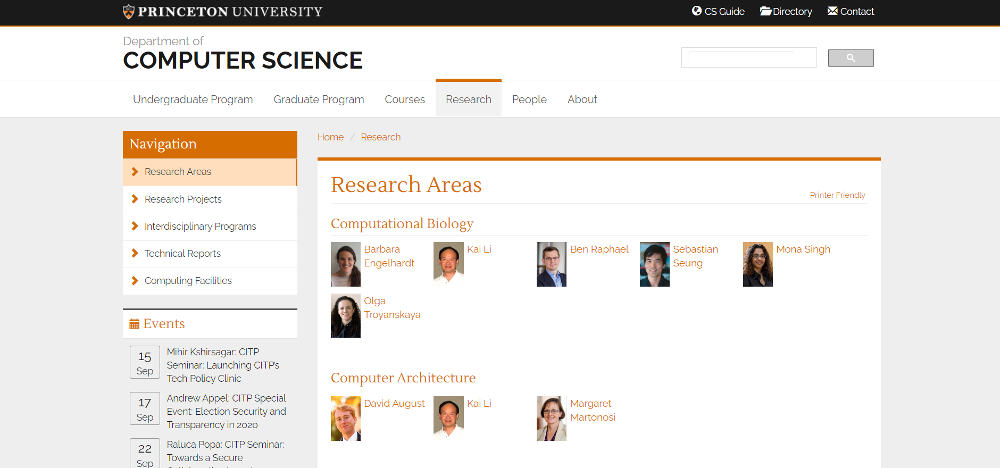 PRINCETON UNIVERSITY
CS Guide
Directory
Contact
Department of
COMPUTER SCIENCE
Undergraduate Program
Graduate Program
Courses
Research
People
About
Navigation
Research Areas
Research Projects
Interdisciplinary Programs
Technical Reports
Computing Facilities
Events
15
Sep
Mihir Kshirsagar: CITP
Seminar: Launching CITP's
Tech Policy Clinic
17
Sep
Andrew Appel: CITP Special
Event: Election Security and
Transparency in 2020
22
Sep
Raluca Popa: CITP Seminar:
Towards a Secure
Home / Research
Research Areas
Printer Friendly
Computational Biology
Barbara
Engelhardt
Kai Li
Ben Raphael
Sebastian
Seung
Mona Singh
Olga
Troyanskaya
Computer Architecture
David August
Kai Li
Margaret
Martonosi